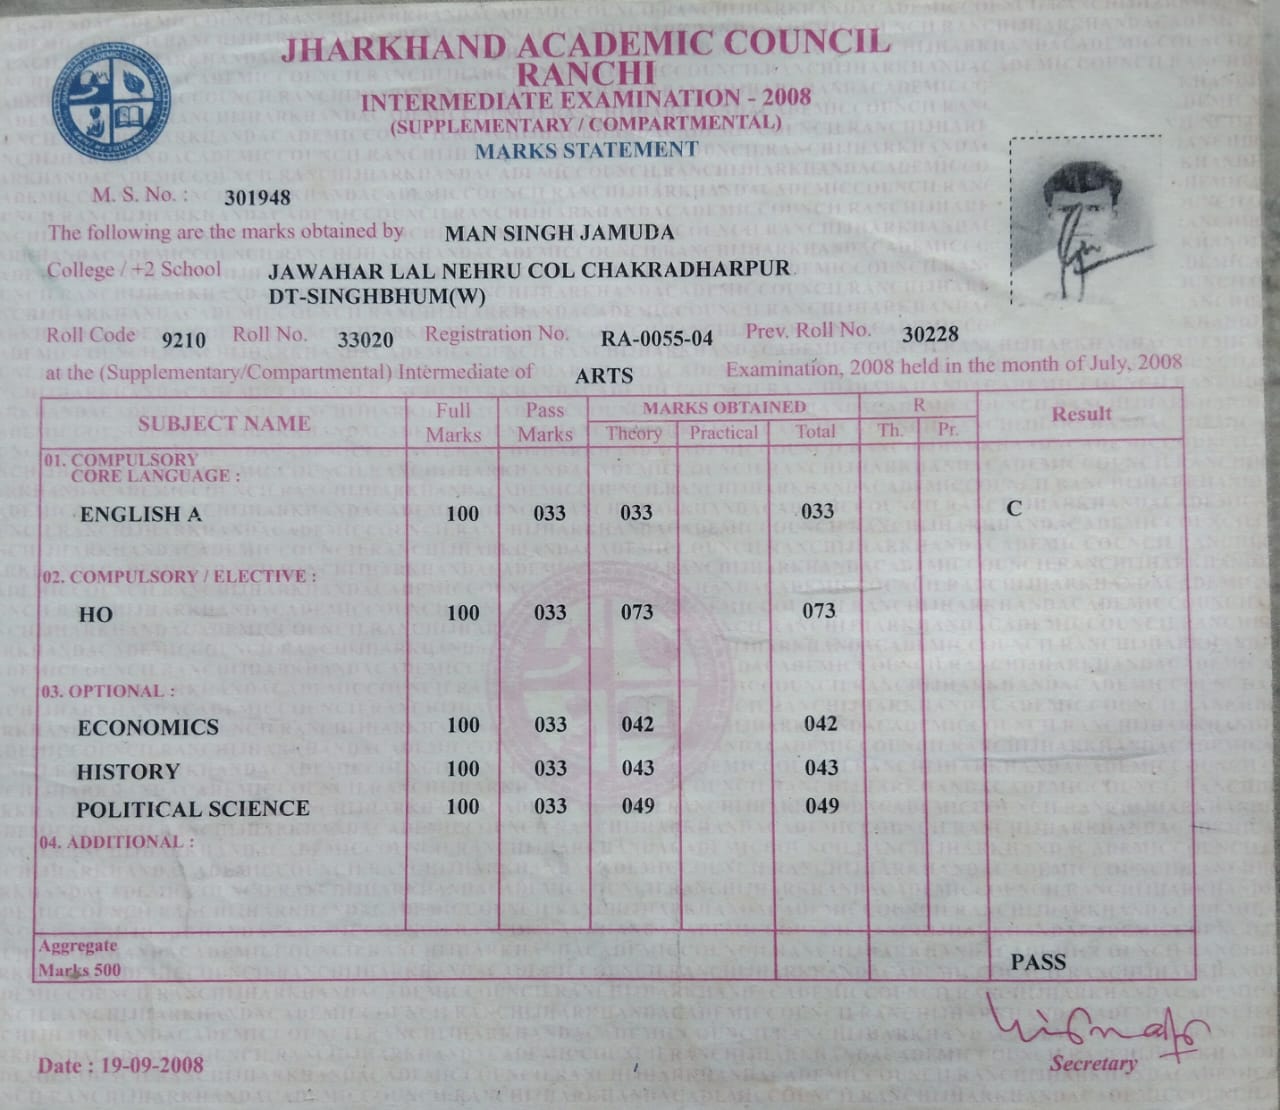 JHARKHAND ACADEMIC COUNCIL
RANCHI
INTERMEDIATE EXAMINATION - 2008
(SUPPLEMENTARY / COMPARTMENTAL)
MARKS STATEMENT
M. S. No. : 301948
The following are the marks obtained by MAN SINGH JAMUDA
College / +2 School JAWAHAR LAL NEHRU COL CHAKRADHARPUR
DT-SINGHBHUM(W)
Roll Code 9210 Roll No. 33020 Registration No. RA-0055-04 Prev. Roll No. 30228
at the (Supplementary/Compartmental) Intermediate of ARTS Examination, 2008 held in the month of July, 2008
SUBJECT NAME Full Marks Pass Marks MARKS OBTAINED R Result
Theory Practical Total Th. Pr.
01. COMPULSORY
CORE LANGUAGE :
ENGLISH A 100 033 033 033 C
02. COMPULSORY / ELECTIVE :
HO 100 033 073 073
03. OPTIONAL :
ECONOMICS 100 033 042 042
HISTORY 100 033 043 043
POLITICAL SCIENCE 100 033 049 049
04. ADDITIONAL :
Aggregate
Marks 500 PASS
Date : 19-09-2008 Secretary